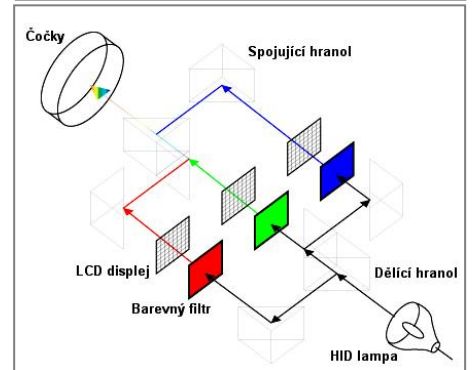 Čočky
Spojující hranol
LCD displej
Barevný filtr
Dělící hranol
HID lampa